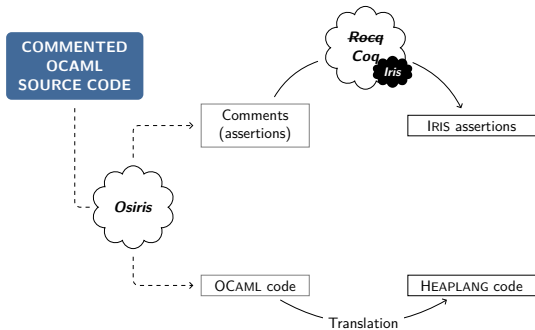 COMMENTED
OCAML
SOURCE CODE
Rocq
Coq
Iris
Comments
(assertions)
IRIS assertions
Osiris
OCAML code
HEAPLANG code
Translation